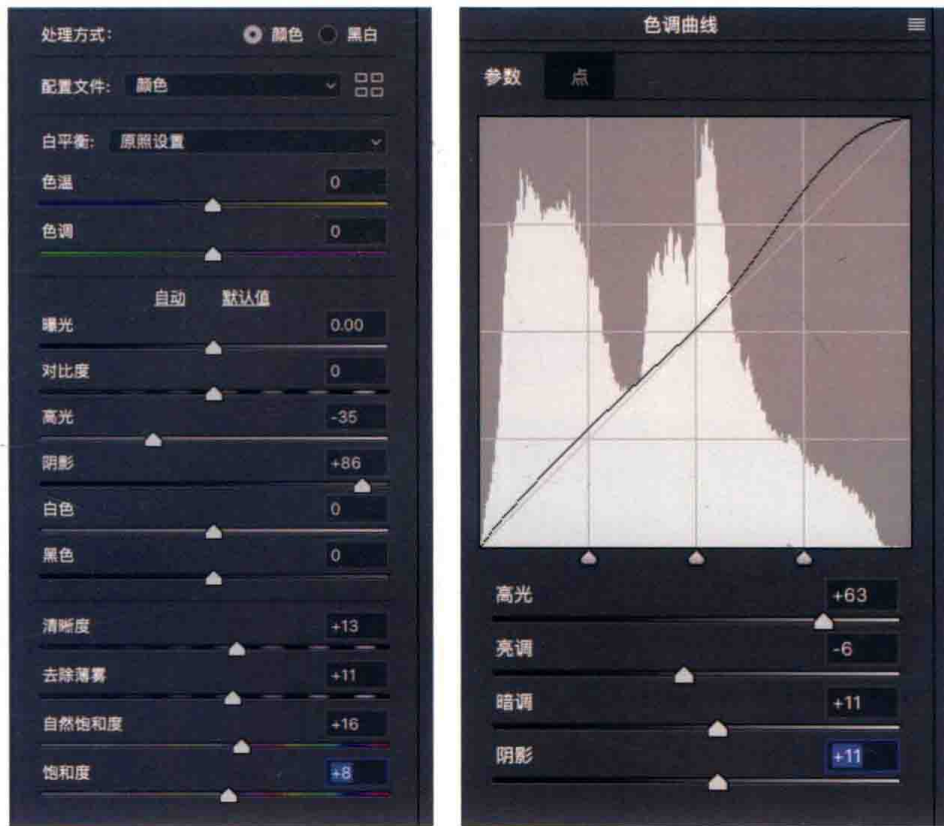 处理方式： 颜色 黑白
配置文件： 颜色
白平衡： 原照设置
色温 0
色调 0
自动 默认值
曝光 0.00
对比度 0
高光 -35
阴影 +86
白色 0
黑色 0
清晰度 +13
去除薄雾 +11
自然饱和度 +16
饱和度 +8
色调曲线
参数 点
高光 +63
亮调 -6
暗调 +11
阴影 +11